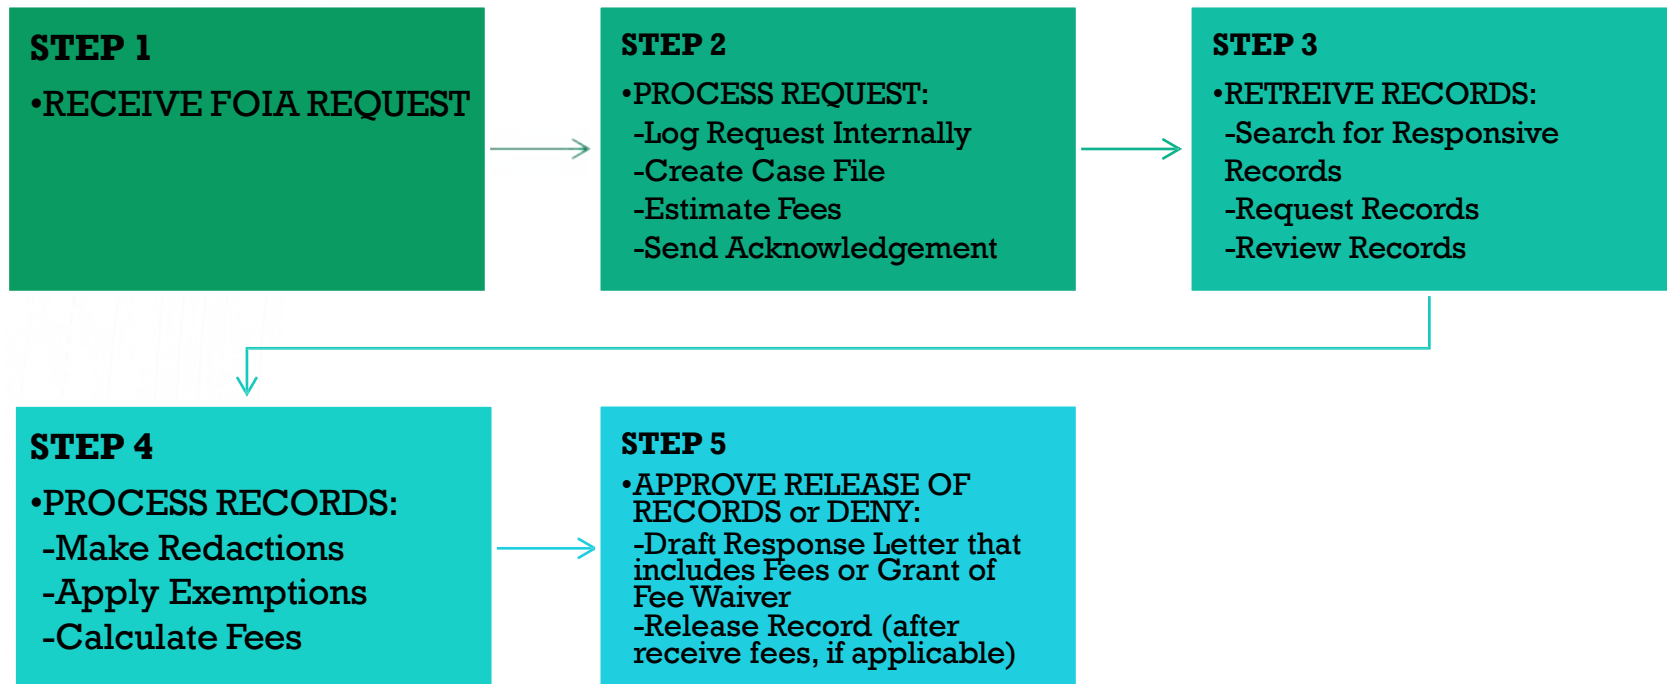 STEP 1
•RECEIVE FOIA REQUEST
STEP 2
•PROCESS REQUEST:
-Log Request Internally
-Create Case File
-Estimate Fees
-Send Acknowledgement
STEP 3
•RETREIVE RECORDS:
-Search for Responsive
Records
-Request Records
-Review Records
STEP 4
•PROCESS RECORDS:
-Make Redactions
-Apply Exemptions
-Calculate Fees
STEP 5
•APPROVE RELEASE OF
RECORDS or DENY:
-Draft Response Letter that
includes Fees or Grant of
Fee Waiver
-Release Record (after
receive fees, if applicable)